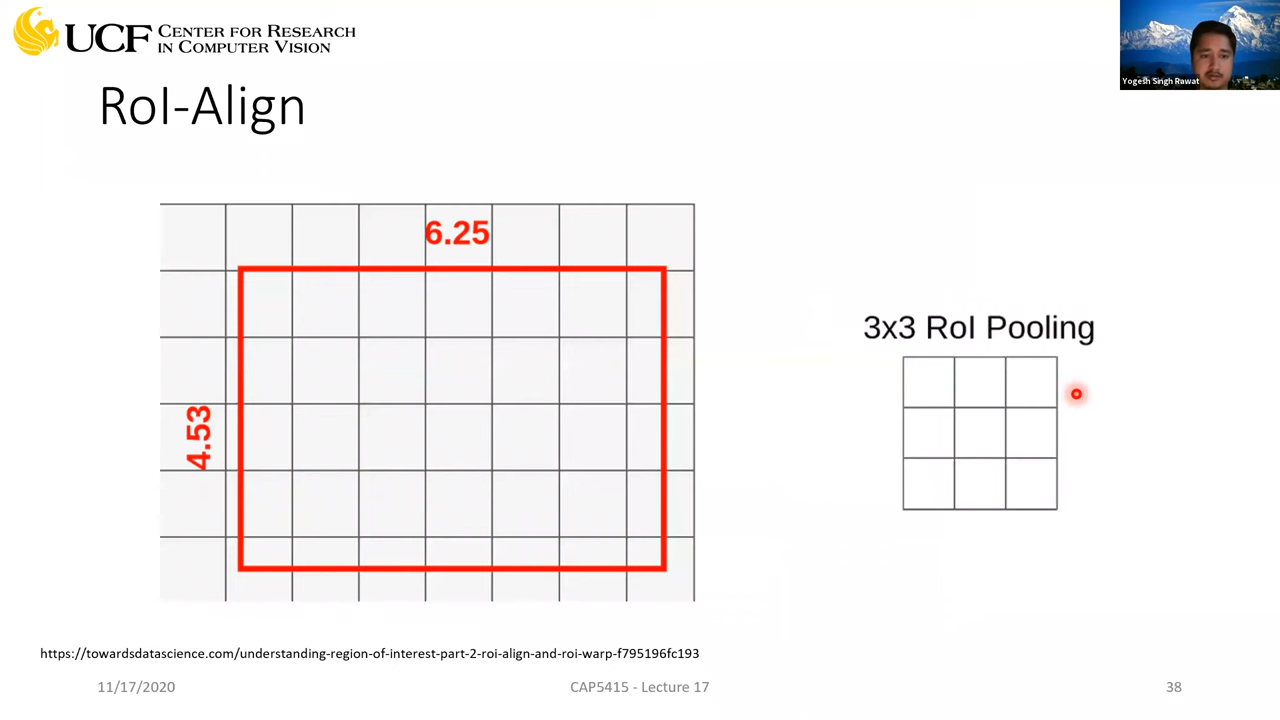 UCF CENTER FOR RESEARCH
IN COMPUTER VISION
Yogesh Singh Rawat
RoI-Align
6.25
4.53
3x3 RoI Pooling
https://towardsdatascience.com/understanding-region-of-interest-part-2-roi-align-and-roi-warp-f795196fc193
11/17/2020
CAP5415 - Lecture 17
38